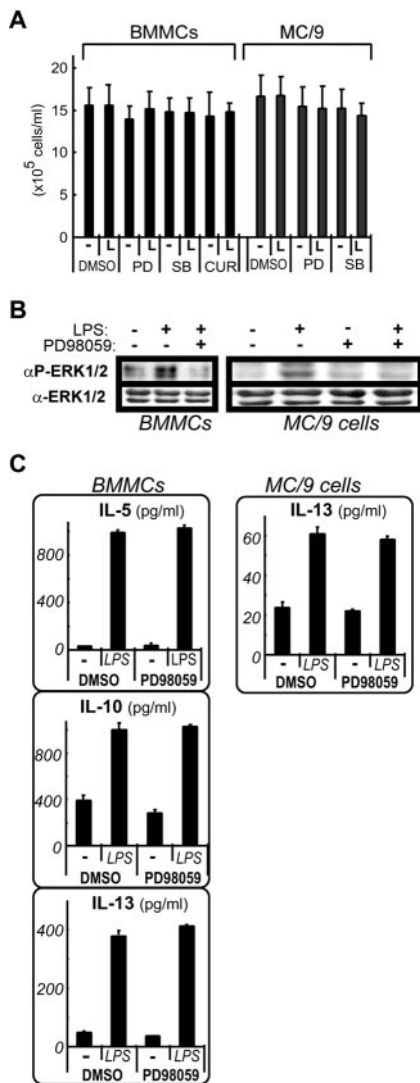 A
BMMCs MC/9
(x10⁵ cells/ml)
20
15
10
5
0
- L - L - L - L - L - L - L
DMSO PD SB CUR DMSO PD SB
B
LPS: - + + - + - +
PD98059: - - + - - + +
αP-ERK1/2
α-ERK1/2
BMMCs MC/9 cells
C
BMMCs MC/9 cells
IL-5 (pg/ml)
800
400
0
- LPS - LPS
DMSO PD98059
IL-13 (pg/ml)
60
40
20
0
- LPS - LPS
DMSO PD98059
IL-10 (pg/ml)
800
400
0
- LPS - LPS
DMSO PD98059
IL-13 (pg/ml)
400
200
0
- LPS - LPS
DMSO PD98059